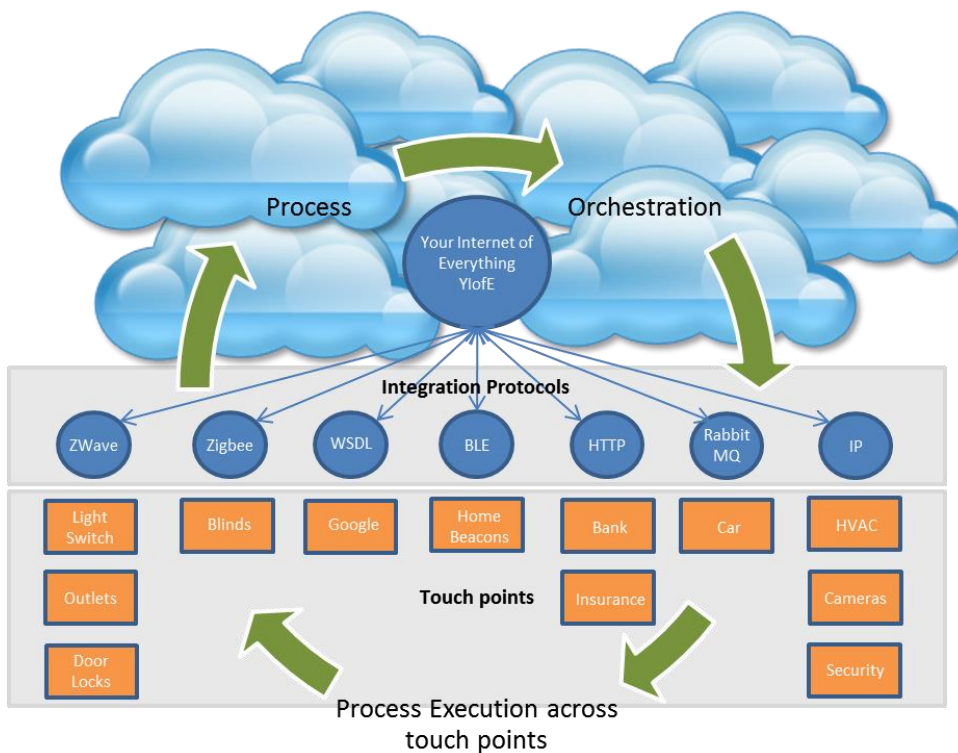 Process
Orchestration
Your Internet of
Everything
YIofE
Integration Protocols
ZWave
Zigbee
WSDL
BLE
HTTP
Rabbit
MQ
IP
Light
Switch
Blinds
Google
Home
Beacons
Bank
Car
HVAC
Outlets
Touch points
Insurance
Cameras
Door
Locks
Security
Process Execution across
touch points